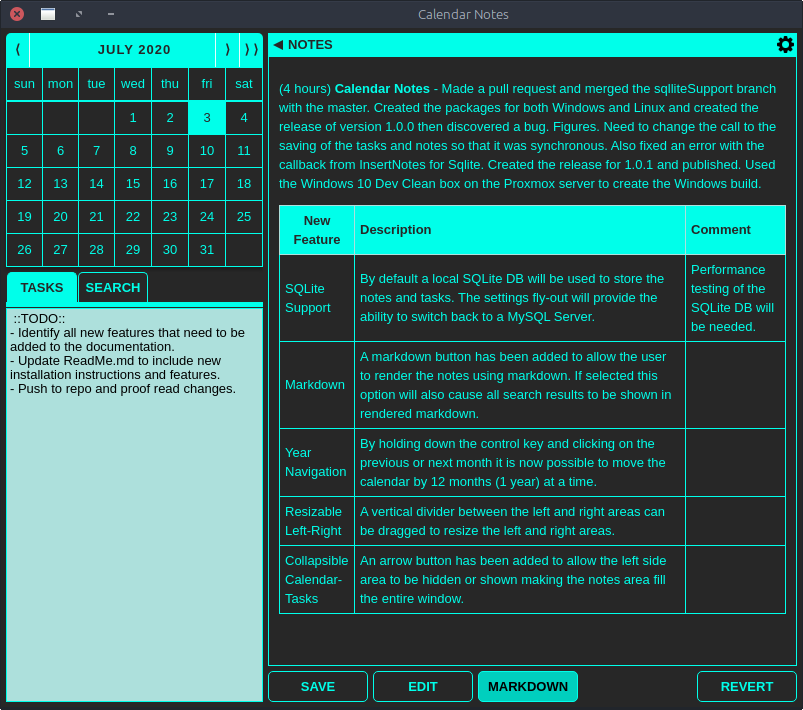 Calendar Notes
⟨ JULY 2020 ⟩ ⟩⟩
sun mon tue wed thu fri sat
1 2 3 4
5 6 7 8 9 10 11
12 13 14 15 16 17 18
19 20 21 22 23 24 25
26 27 28 29 30 31
TASKS SEARCH
::TODO::
- Identify all new features that need to be
added to the documentation.
- Update ReadMe.md to include new
installation instructions and features.
- Push to repo and proof read changes.
◀ NOTES
(4 hours) Calendar Notes - Made a pull request and merged the sqlliteSupport branch
with the master. Created the packages for both Windows and Linux and created the
release of version 1.0.0 then discovered a bug. Figures. Need to change the call to the
saving of the tasks and notes so that it was synchronous. Also fixed an error with the
callback from InsertNotes for Sqlite. Created the release for 1.0.1 and published. Used
the Windows 10 Dev Clean box on the Proxmox server to create the Windows build.
New
Feature
Description
Comment
SQLite
Support
By default a local SQLite DB will be used to store the
notes and tasks. The settings fly-out will provide the
ability to switch back to a MySQL Server.
Performance
testing of the
SQLite DB will
be needed.
Markdown
A markdown button has been added to allow the user
to render the notes using markdown. If selected this
option will also cause all search results to be shown in
rendered markdown.
Year
Navigation
By holding down the control key and clicking on the
previous or next month it is now possible to move the
calendar by 12 months (1 year) at a time.
Resizable
Left-Right
A vertical divider between the left and right areas can
be dragged to resize the left and right areas.
Collapsible
Calendar-
Tasks
An arrow button has been added to allow the left side
area to be hidden or shown making the notes area fill
the entire window.
SAVE EDIT MARKDOWN REVERT